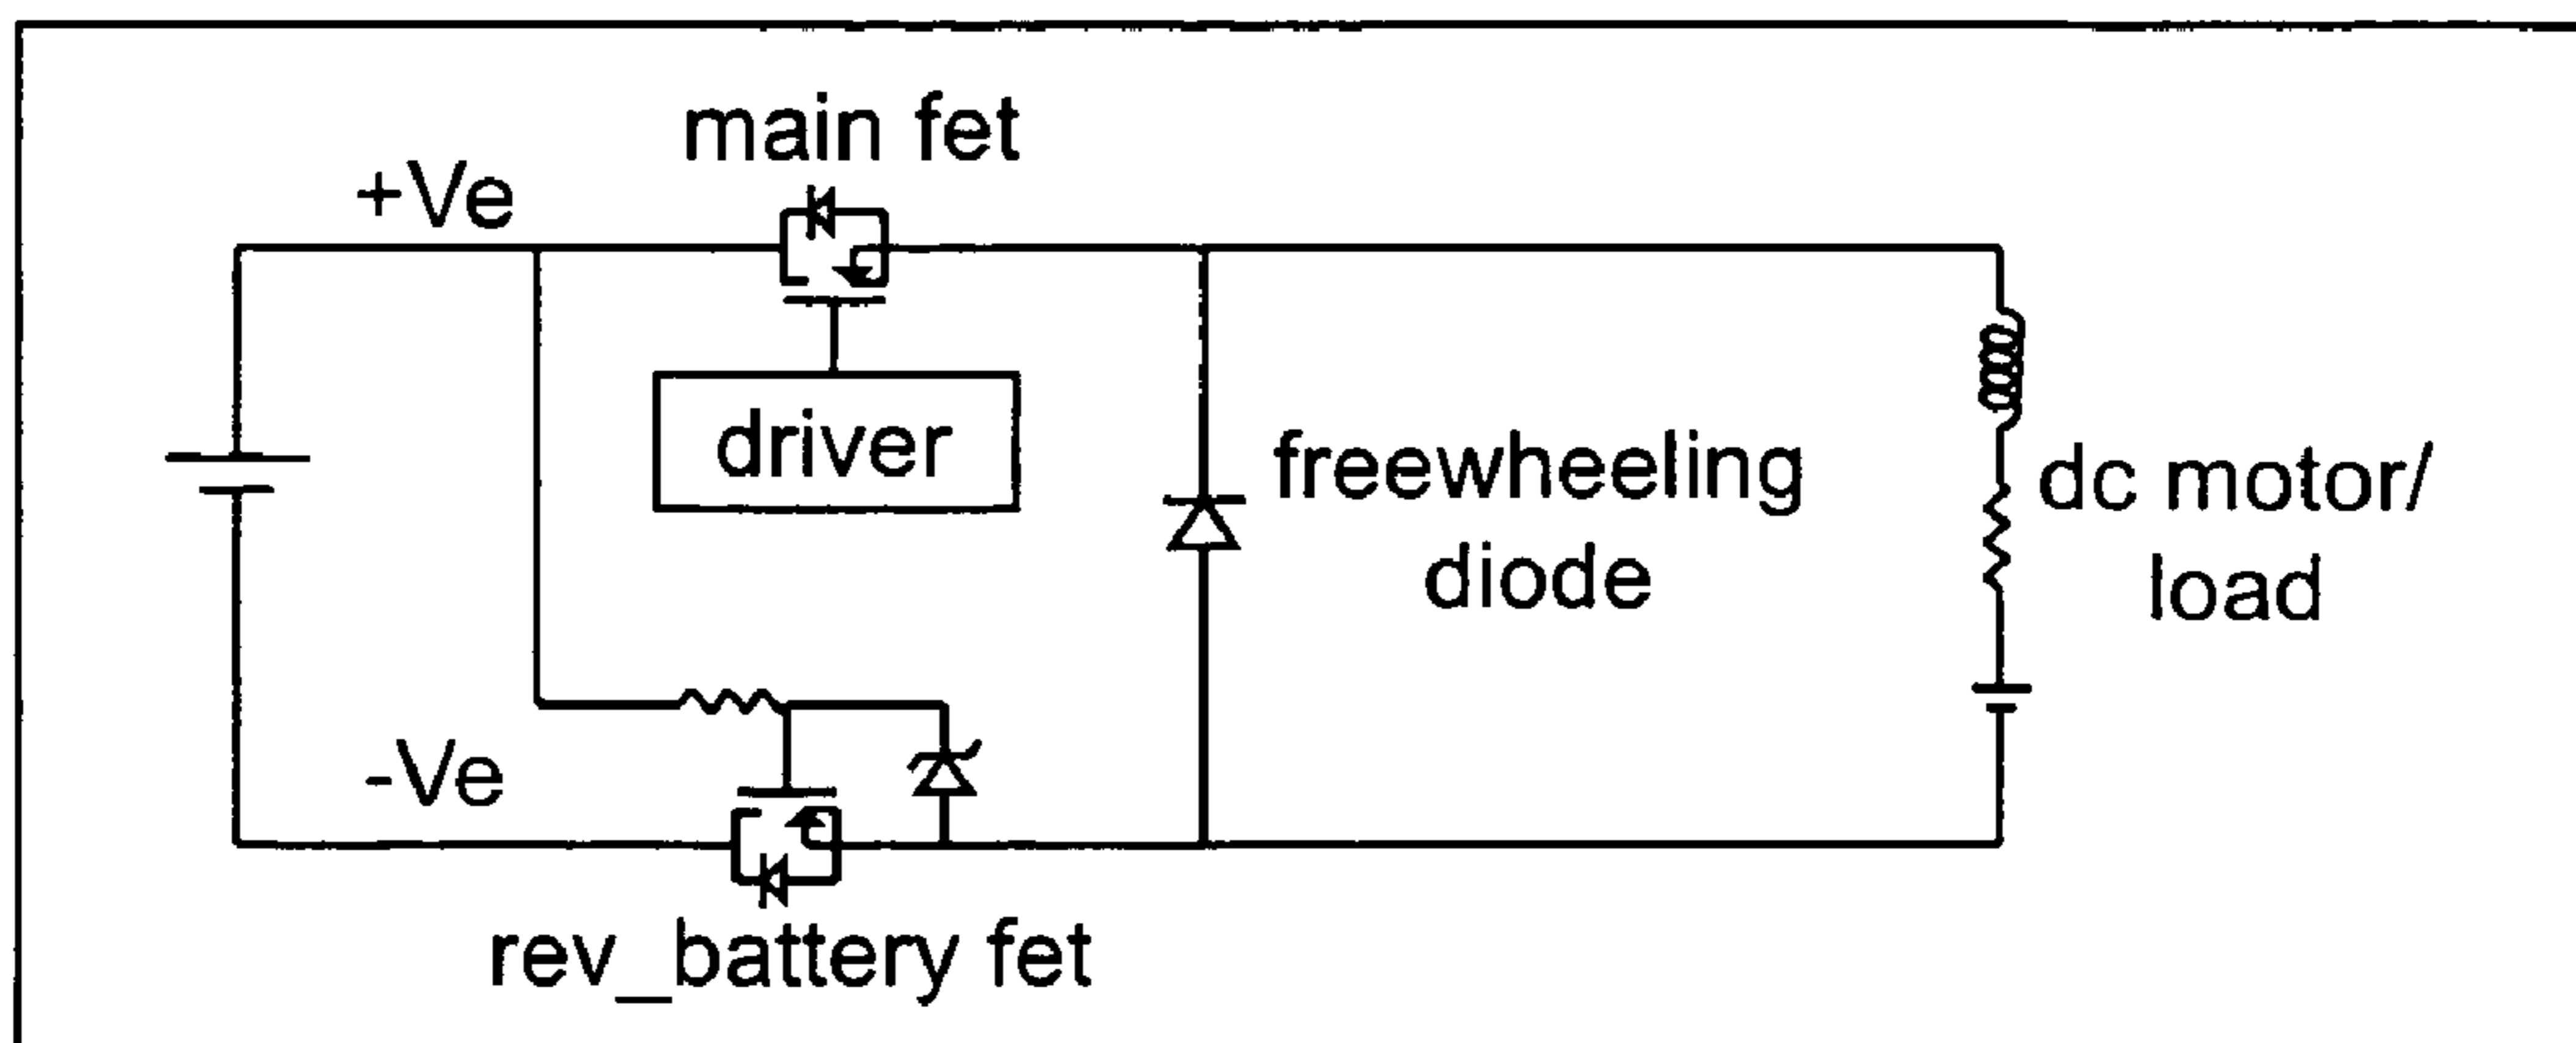 main fet
+Ve
driver
freewheeling
diode
dc motor/
load
-Ve
rev_battery fet